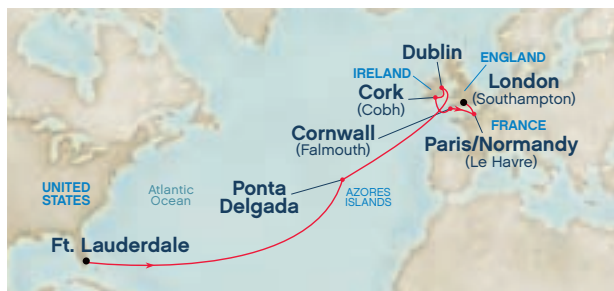 Dublin
ENGLAND
IRELAND
London
(Southampton)
Cork
(Cobh)
Cornwall
(Falmouth)
FRANCE
Paris/Normandy
(Le Havre)
UNITED
STATES
Atlantic
Ocean
Ponta
Delgada
AZORES
ISLANDS
Ft. Lauderdale